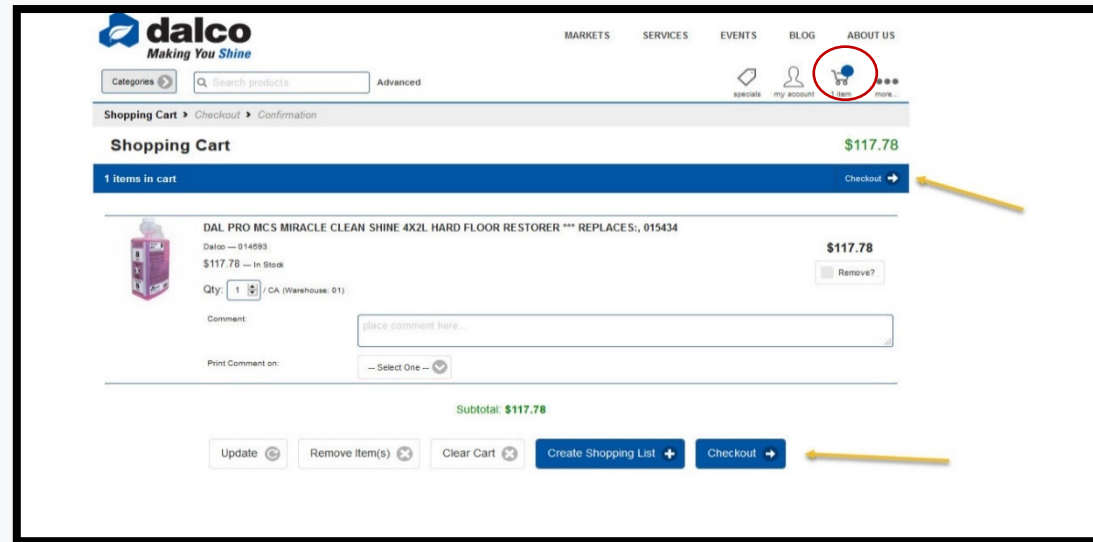 dalco
Making You Shine
MARKETS SERVICES EVENTS BLOG ABOUT US
Categories Search products Advanced
specials my account 1 item more...
Shopping Cart Checkout Confirmation
Shopping Cart $117.78
1 items in cart Checkout
DAL PRO MCS MIRACLE CLEAN SHINE 4X2L HARD FLOOR RESTORER *** REPLACES:, 015434
Dalco — 014693
$117.78
$117.78 — In Stock
Remove?
Qty: 1 / CA (Warehouse: 01)
Comment: place comment here...
Print Comment on: -- Select One --
Subtotal: $117.78
Update Remove Item(s) Clear Cart Create Shopping List Checkout